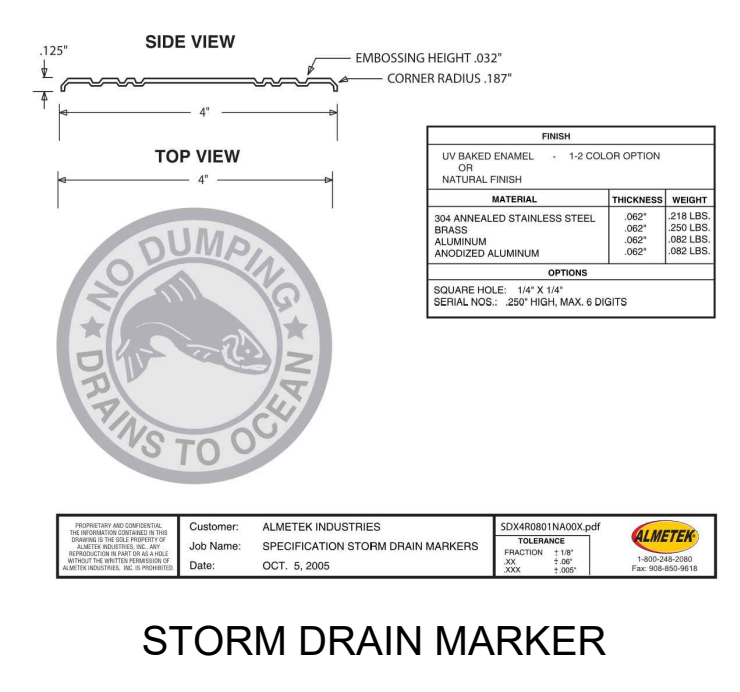 SIDE VIEW
.125"
EMBOSSING HEIGHT .032"
CORNER RADIUS .187"
4"
TOP VIEW
4"
NO DUMPING
DRAINS TO OCEAN
FINISH
UV BAKED ENAMEL - 1-2 COLOR OPTION
OR
NATURAL FINISH
MATERIAL THICKNESS WEIGHT
304 ANNEALED STAINLESS STEEL .062" .218 LBS.
BRASS .062" .250 LBS.
ALUMINUM .062" .082 LBS.
ANODIZED ALUMINUM .062" .082 LBS.
OPTIONS
SQUARE HOLE: 1/4" X 1/4"
SERIAL NOS.: .250" HIGH, MAX. 6 DIGITS
PROPRIETARY AND CONFIDENTIAL
THE INFORMATION CONTAINED IN THIS
DRAWING IS THE SOLE PROPERTY OF
ALMETEK INDUSTRIES, INC.. ANY
REPRODUCTION IN PART OR AS A HOLE
WITHOUT THE WRITTEN PERMISSION OF
ALMETEK INDUSTRIES, INC. IS PROHIBITED.
Customer: ALMETEK INDUSTRIES
Job Name: SPECIFICATION STORM DRAIN MARKERS
Date: OCT. 5, 2005
SDX4R0801NA00X.pdf
TOLERANCE
FRACTION ± 1/8"
.XX ± .06"
.XXX ± .005"
ALMETEK
1-800-248-2080
Fax: 908-850-9618
STORM DRAIN MARKER